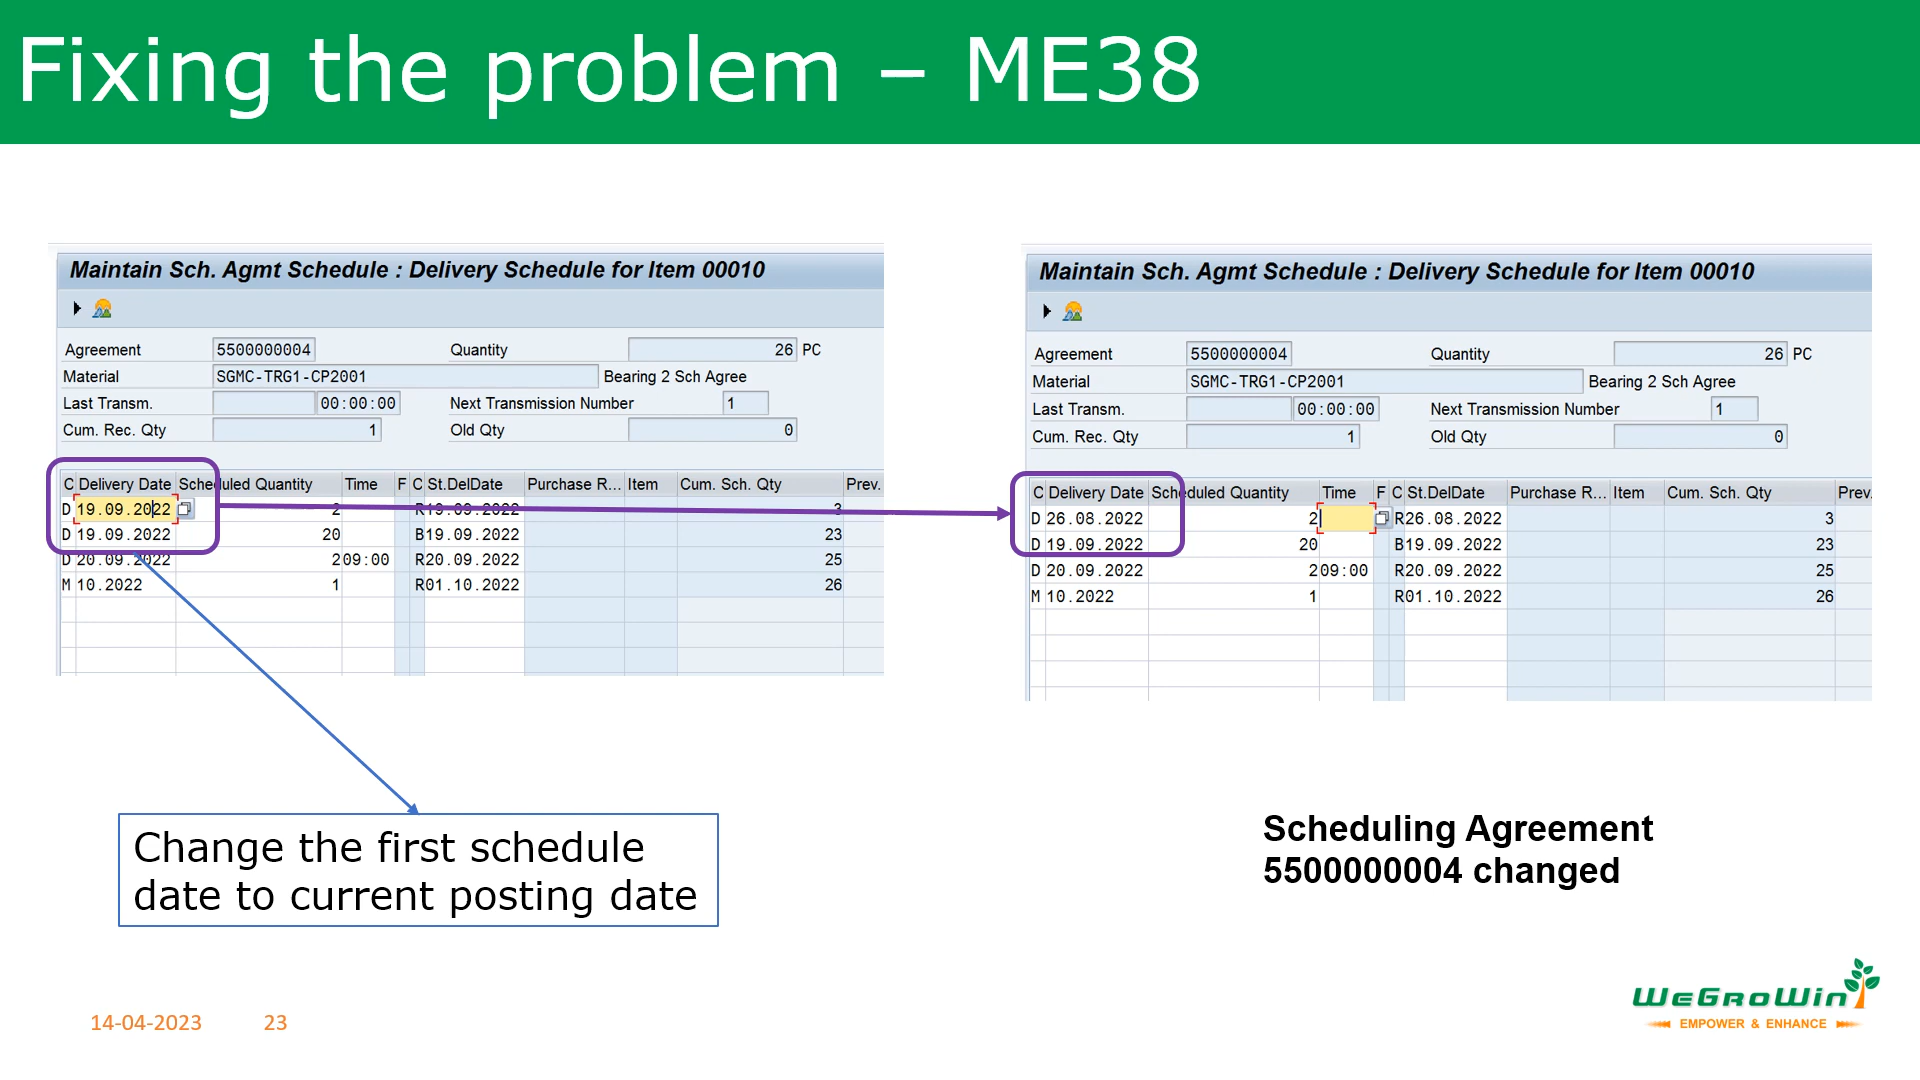 Fixing the problem – ME38
Maintain Sch. Agmt Schedule : Delivery Schedule for Item 00010
Agreement 5500000004 Quantity 26 PC
Material SGMC-TRG1-CP2001 Bearing 2 Sch Agree
Last Transm. 00:00:00 Next Transmission Number 1
Cum. Rec. Qty 1 Old Qty 0
C Delivery Date Scheduled Quantity Time F C St.DelDate Purchase R... Item Cum. Sch. Qty Prev.
D 19.09.2022 2 R19.09.2022 3
D 19.09.2022 20 B19.09.2022 23
D 20.09.2022 2 09:00 R20.09.2022 25
M 10.2022 1 R01.10.2022 26
Maintain Sch. Agmt Schedule : Delivery Schedule for Item 00010
Agreement 5500000004 Quantity 26 PC
Material SGMC-TRG1-CP2001 Bearing 2 Sch Agree
Last Transm. 00:00:00 Next Transmission Number 1
Cum. Rec. Qty 1 Old Qty 0
C Delivery Date Scheduled Quantity Time F C St.DelDate Purchase R... Item Cum. Sch. Qty Prev.
D 26.08.2022 2 R26.08.2022 3
D 19.09.2022 20 B19.09.2022 23
D 20.09.2022 2 09:00 R20.09.2022 25
M 10.2022 1 R01.10.2022 26
Change the first schedule
date to current posting date
Scheduling Agreement
5500000004 changed
14-04-2023 23
WeGroWin
EMPOWER & ENHANCE